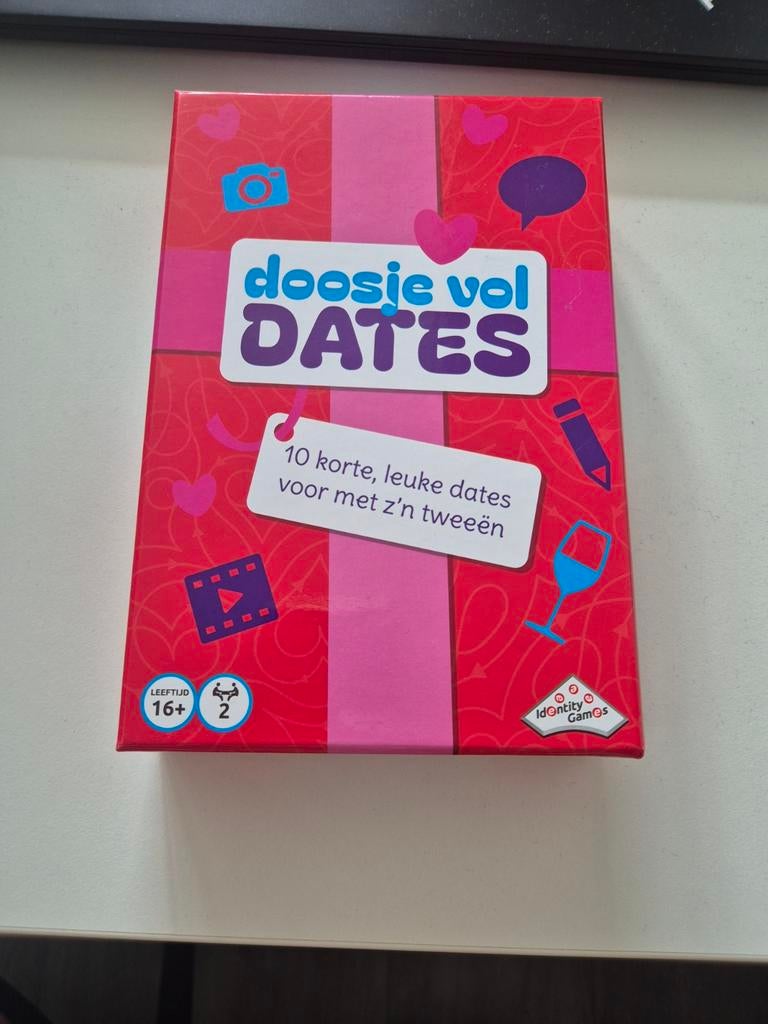 doosje vol
DATES
10 korte, leuke dates
voor met z'n tweeën
LEEFTIJD
16+
2
Identity
Games